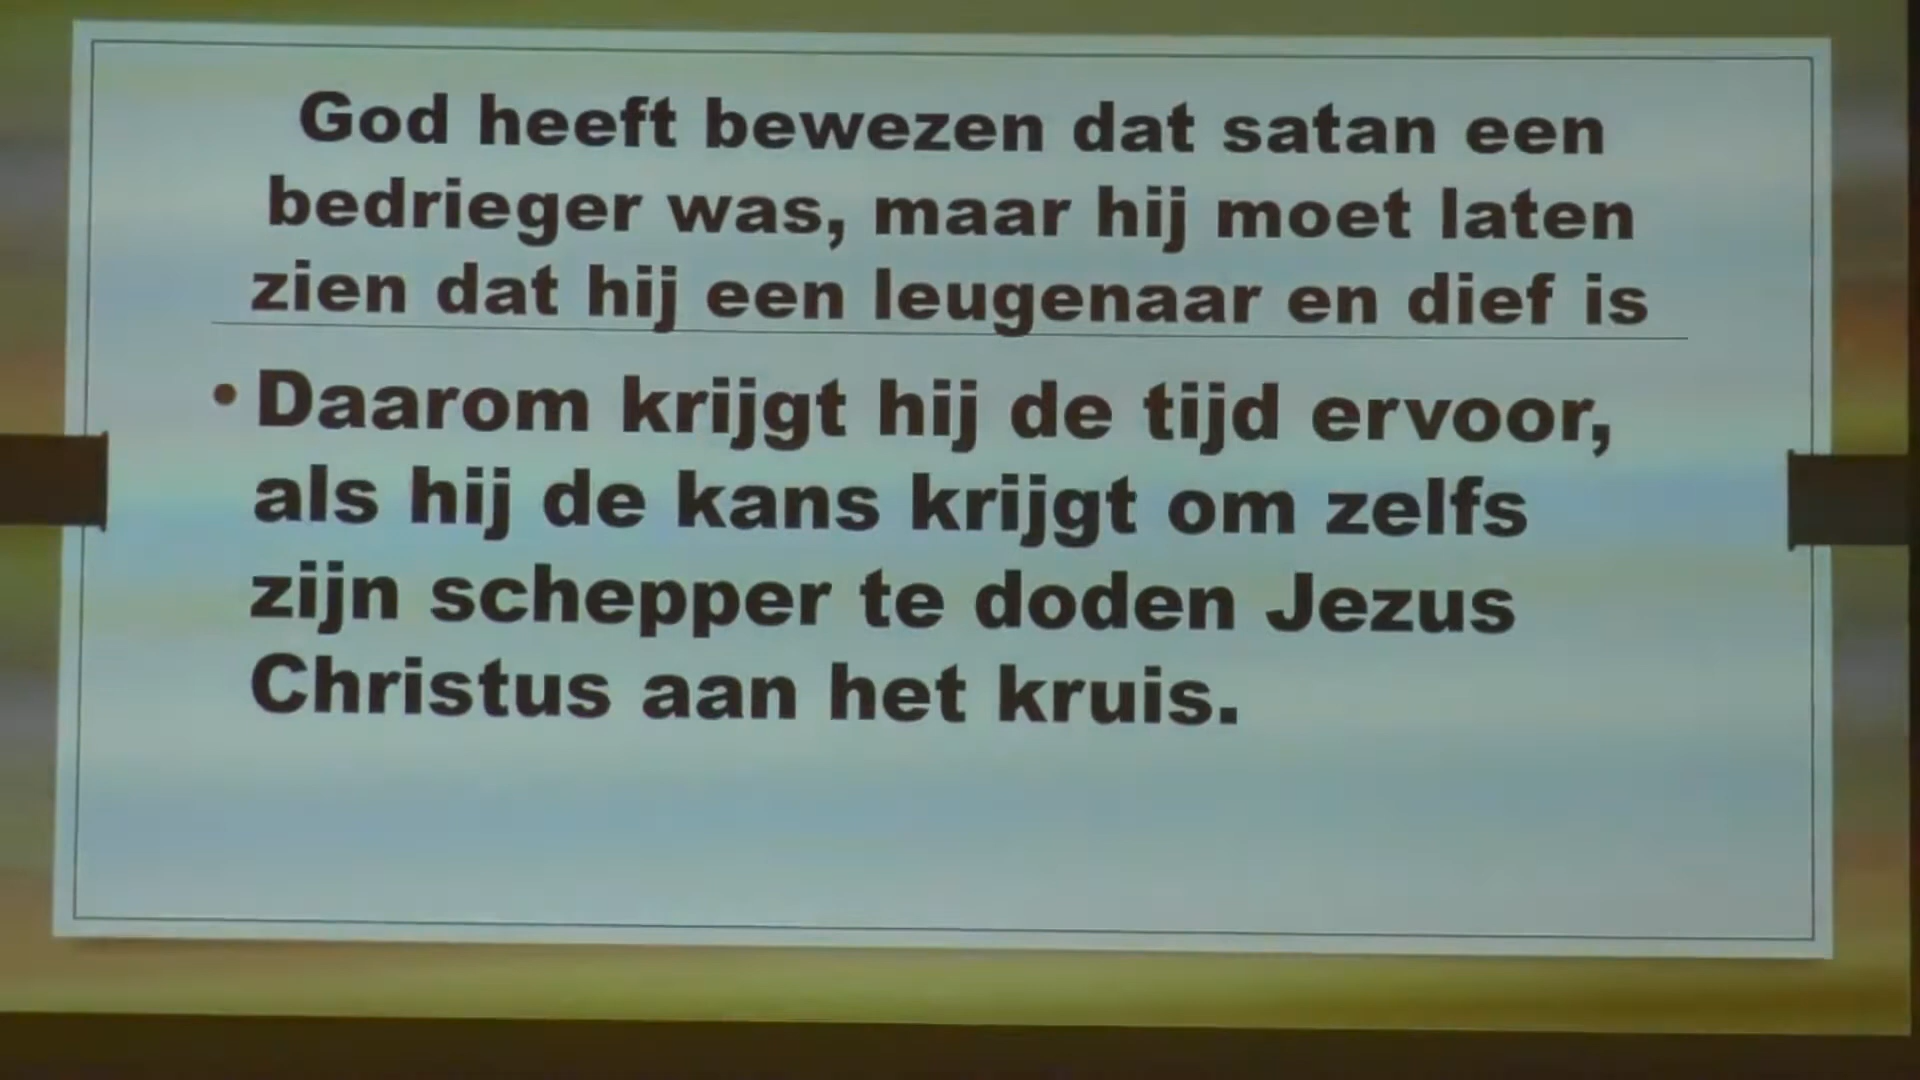 God heeft bewezen dat satan een
bedrieger was, maar hij moet laten
zien dat hij een leugenaar en dief is
• Daarom krijgt hij de tijd ervoor,
als hij de kans krijgt om zelfs
zijn schepper te doden Jezus
Christus aan het kruis.